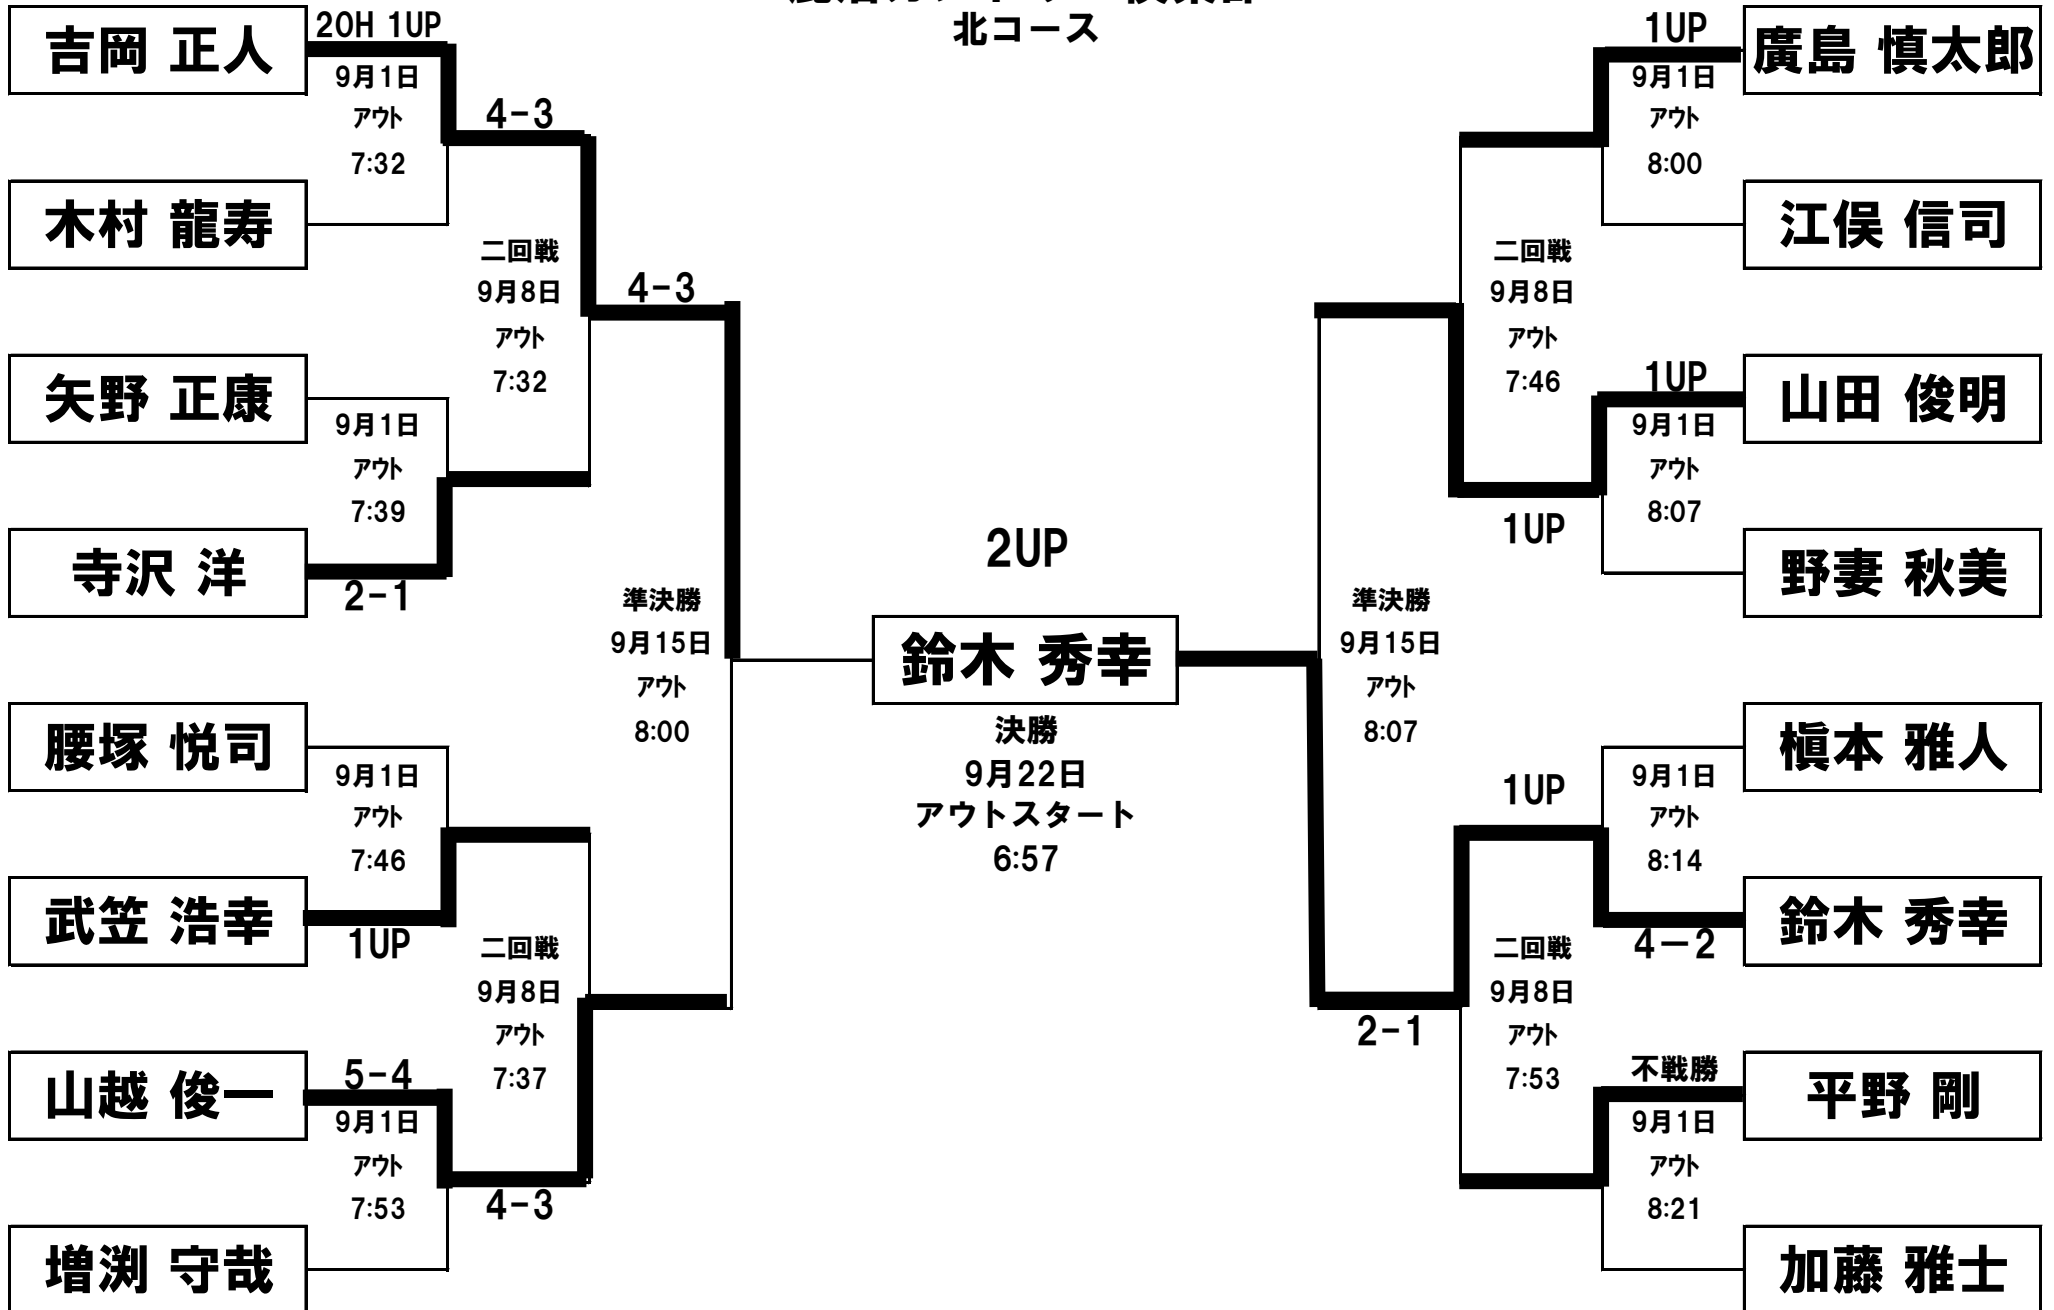 北コース
吉岡 正人
20H 1UP
9月1日
アウト
7:32
4-3
木村 龍寿
二回戦
9月8日
アウト
7:32
4-3
矢野 正康
9月1日
アウト
7:39
寺沢 洋
2-1
準決勝
9月15日
アウト
8:00
腰塚 悦司
9月1日
アウト
7:46
武笠 浩幸
1UP
二回戦
9月8日
アウト
7:37
山越 俊一
5-4
9月1日
アウト
7:53
4-3
増渕 守哉
2UP
鈴木 秀幸
決勝
9月22日
アウトスタート
6:57
1UP
廣島 慎太郎
9月1日
アウト
8:00
江俣 信司
二回戦
9月8日
アウト
7:46
1UP
山田 俊明
9月1日
アウト
8:07
1UP
野妻 秋美
準決勝
9月15日
アウト
8:07
槇本 雅人
9月1日
アウト
8:14
1UP
鈴木 秀幸
4-2
二回戦
9月8日
アウト
7:53
2-1
不戦勝
平野 剛
9月1日
アウト
8:21
加藤 雅士